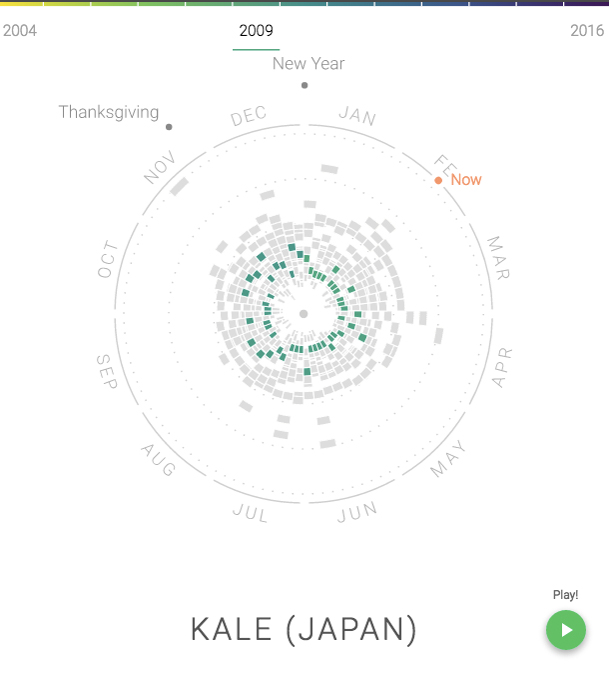 2004
2009
2016
New Year
Thanksgiving
DEC
JAN
NOV
FE
Now
OCT
MAR
SEP
APR
AUG
MAY
JUL
JUN
Play!
KALE (JAPAN)